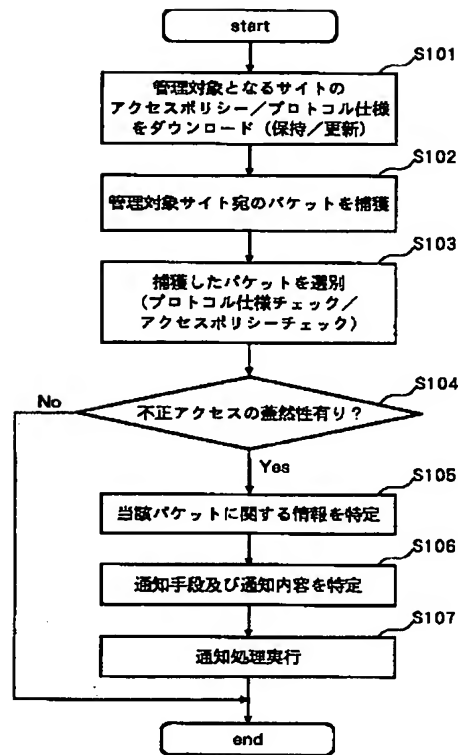 start
S101
管理対象となるサイトの
アクセスポリシー／プロトコル仕様
をダウンロード（保持／更新）
S102
管理対象サイト宛のパケットを捕獲
S103
捕獲したパケットを選別
（プロトコル仕様チェック／
アクセスポリシーチェック）
S104
No
不正アクセスの蓋然性有り？
Yes
S105
当該パケットに関する情報を特定
S106
通知手段及び通知内容を特定
S107
通知処理実行
end